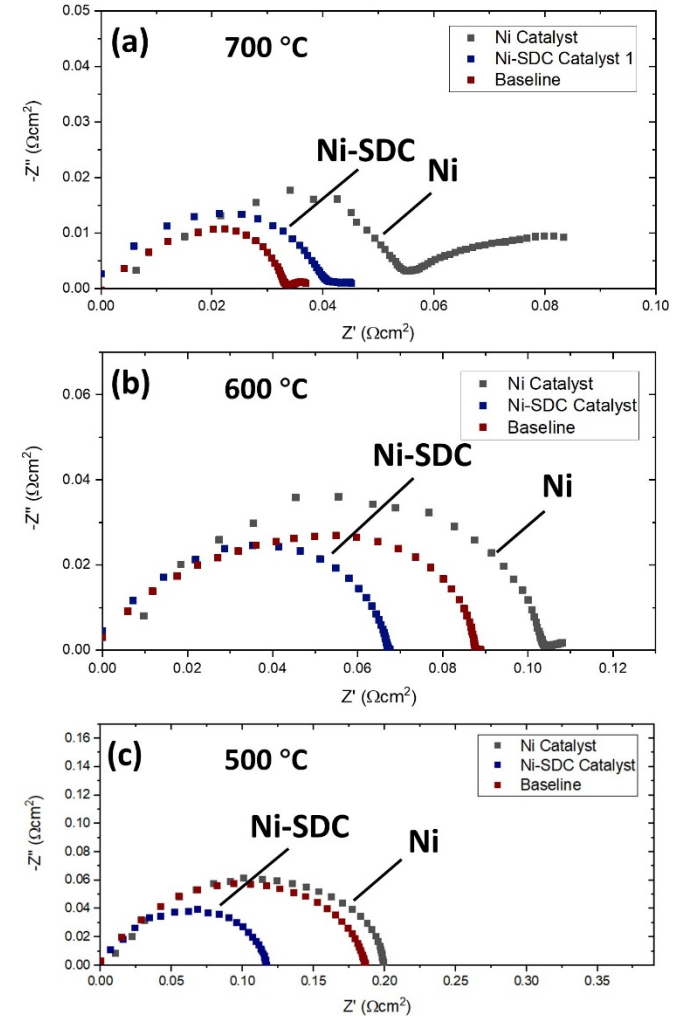 (a)
700 °C
Ni Catalyst
Ni-SDC Catalyst 1
Baseline
Ni-SDC
Ni
-Z'' (Ωcm²)
0.05
0.04
0.03
0.02
0.01
0.00
0.00 0.02 0.04 0.06 0.08 0.10
Z' (Ωcm²)
(b)
600 °C
Ni Catalyst
Ni-SDC Catalyst
Baseline
Ni-SDC
Ni
-Z'' (Ωcm²)
0.06
0.04
0.02
0.00
0.00 0.02 0.04 0.06 0.08 0.10 0.12
Z' (Ωcm²)
(c)
500 °C
Ni Catalyst
Ni-SDC Catalyst
Baseline
Ni-SDC
Ni
-Z'' (Ωcm²)
0.16
0.14
0.12
0.10
0.08
0.06
0.04
0.02
0.00
0.00 0.05 0.10 0.15 0.20 0.25 0.30 0.35
Z' (Ωcm²)